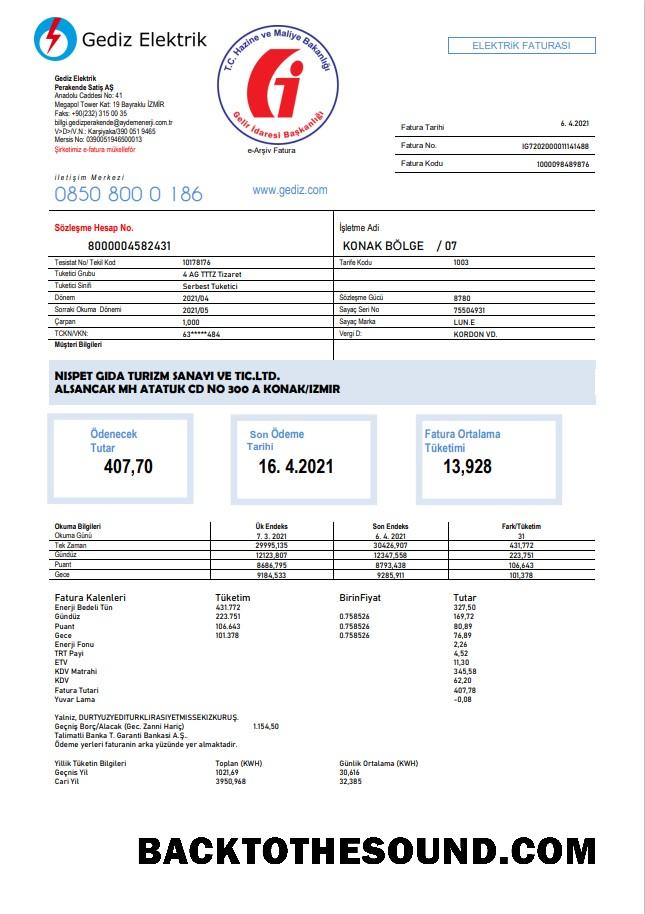 Gediz Elektrik
T.C. Hazine ve Maliye Bakanlığı
Gelir İdaresi Başkanlığı
e-Arşiv Fatura
ELEKTRİK FATURASI
Gediz Elektrik
Perakende Satiş AŞ
Anadolu Caddesi No: 41
Megapol Tower Kat: 19 Bayraklu İZMİR
Faks: +90(232) 315 00 35
bilgi.gedizperakende@aydemenerji.com.tr
V>D>/V.N.: Karşiyaka/390 051 9465
Mersis No: 0390051946500013
Şirketimiz e-fatura mükelleför
Fatura Tarihi 6. 4.2021
Fatura No. IG7202000011141488
Fatura Kodu 1000098489876
iletişim Merkezi
0850 800 0 186
www.gediz.com
Sözleşme Hesap No. İşletme Adi
8000004582431 KONAK BÖLGE / 07
Tesistat No/ Tekil Kod 10178176 Tarife Kodu 1003
Tuketici Grubu 4 AG TTTZ Tizaret
Tuketici Sinifi Serbest Tuketici
Dönem 2021/04 Sözleşme Gücü 8780
Sorraki Okuma Dönemi 2021/05 Sayaç Seri No 75504931
Çarpan 1,000 Sayaç Marka LUN.E
TCKN/VKN: 63*****484 Vergi D: KORDON VD.
Müşteri Bilgileri
NISPET GIDA TURIZM SANAYI VE TIC.LTD.
ALSANCAK MH ATATUK CD NO 300 A KONAK/IZMIR
Ödenecek
Tutar
407,70
Son Ödeme
Tarihi
16. 4.2021
Fatura Ortalama
Tüketimi
13,928
Okuma Bilgileri Ük Endeks Son Endeks Fark/Tüketim
Okuma Günü 7. 3. 2021 6. 4. 2021 31
Tek Zaman 29995,135 30426,907 431,772
Gündüz 12123,807 12347,558 223,751
Puant 8686,795 8793,438 106,643
Gece 9184,533 9285,911 101,378
Fatura Kalenleri Tüketim BirinFiyat Tutar
Enerji Bedeli Tün 431.772 327,50
Gündüz 223.751 0.758526 169,72
Puant 106.643 0.758526 80,89
Gece 101.378 0.758526 76,89
Enerji Fonu 2,26
TRT Payi 4,52
ETV 11,30
KDV Matrahi 345,58
KDV 62,20
Fatura Tutari 407,78
Yuvar Lama -0,08
Yalniz, DURTYUZYEDITURKLIRASIYETMISSEKIZKURUŞ.
Geçniş Borç/Alacak (Gec. Zanni Hariç) 1.154,50
Talimatli Banka T. Garanti Bankasi A.Ş..
Ödeme yerleri faturanin arka yüzünde yer almaktadir.
Yillik Tüketin Bilgileri Toplan (KWH) Günlik Ortalama (KWH)
Geçnis Yil 1021,69 30,616
Cari Yil 3950,968 32,385
BACKTOTHESOUND.COM